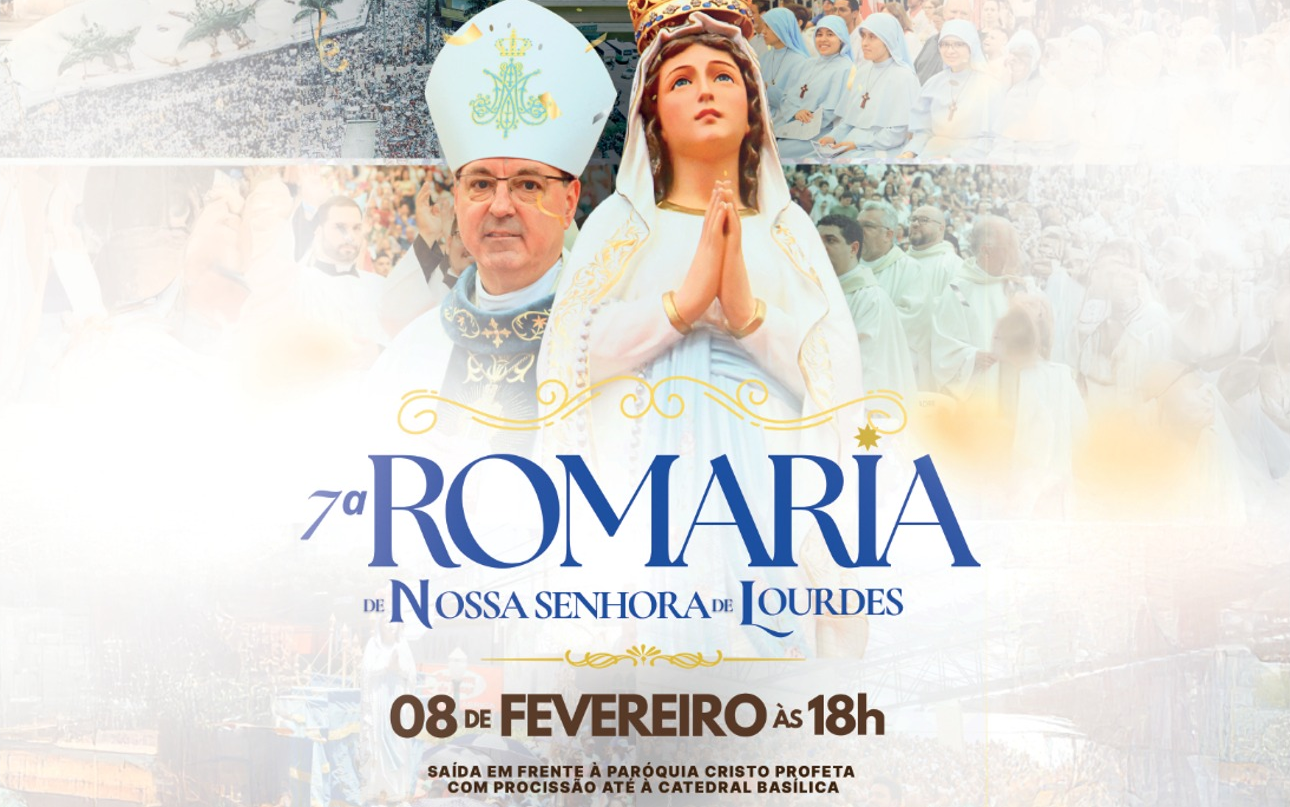 7ª ROMARIA
DE NOSSA SENHORA DE LOURDES
08 DE FEVEREIRO ÀS 18h
SAÍDA EM FRENTE À PARÓQUIA CRISTO PROFETA
COM PROCISSÃO ATÉ À CATEDRAL BASÍLICA